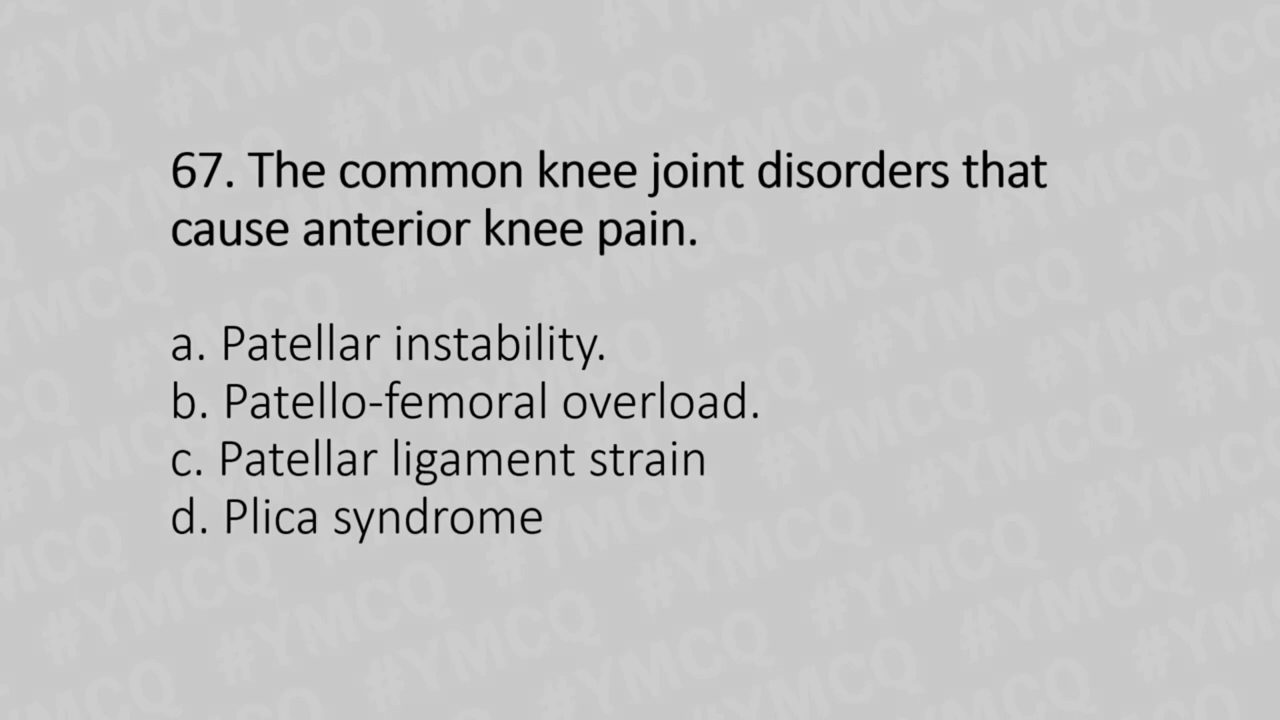 67. The common knee joint disorders that
cause anterior knee pain.
a. Patellar instability.
b. Patello-femoral overload.
c. Patellar ligament strain
d. Plica syndrome
#YMCQ